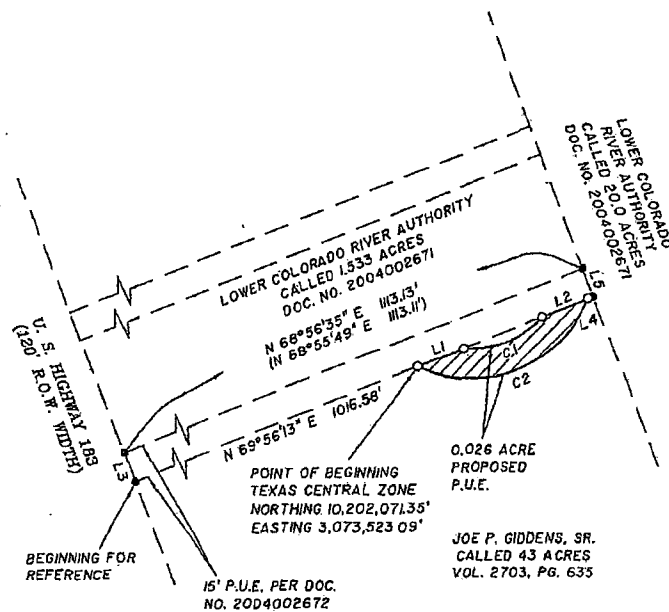 LOWER COLORADO
RIVER AUTHORITY
CALLED 20.0 ACRES
DOC. NO. 2004002671
LOWER COLORADO RIVER AUTHORITY
CALLED 1.533 ACRES
DOC. NO. 2004002671
N 68°56'35" E 1113.13'
(N 68°55'49" E 1113.11')
U. S. HIGHWAY 183
(120' R.O.W. WIDTH)
L5
L2
L4
L1
C1
C2
N 69°56'13" E 1016.58'
L3
POINT OF BEGINNING
TEXAS CENTRAL ZONE
NORTHING 10,202,071.35'
EASTING 3,073,523 09'
0.026 ACRE
PROPOSED
P.U.E.
JOE P. GIDDENS, SR.
CALLED 43 ACRES
VOL. 2703, PG. 635
BEGINNING FOR
REFERENCE
15' P.U.E. PER DOC.
NO. 2004002672